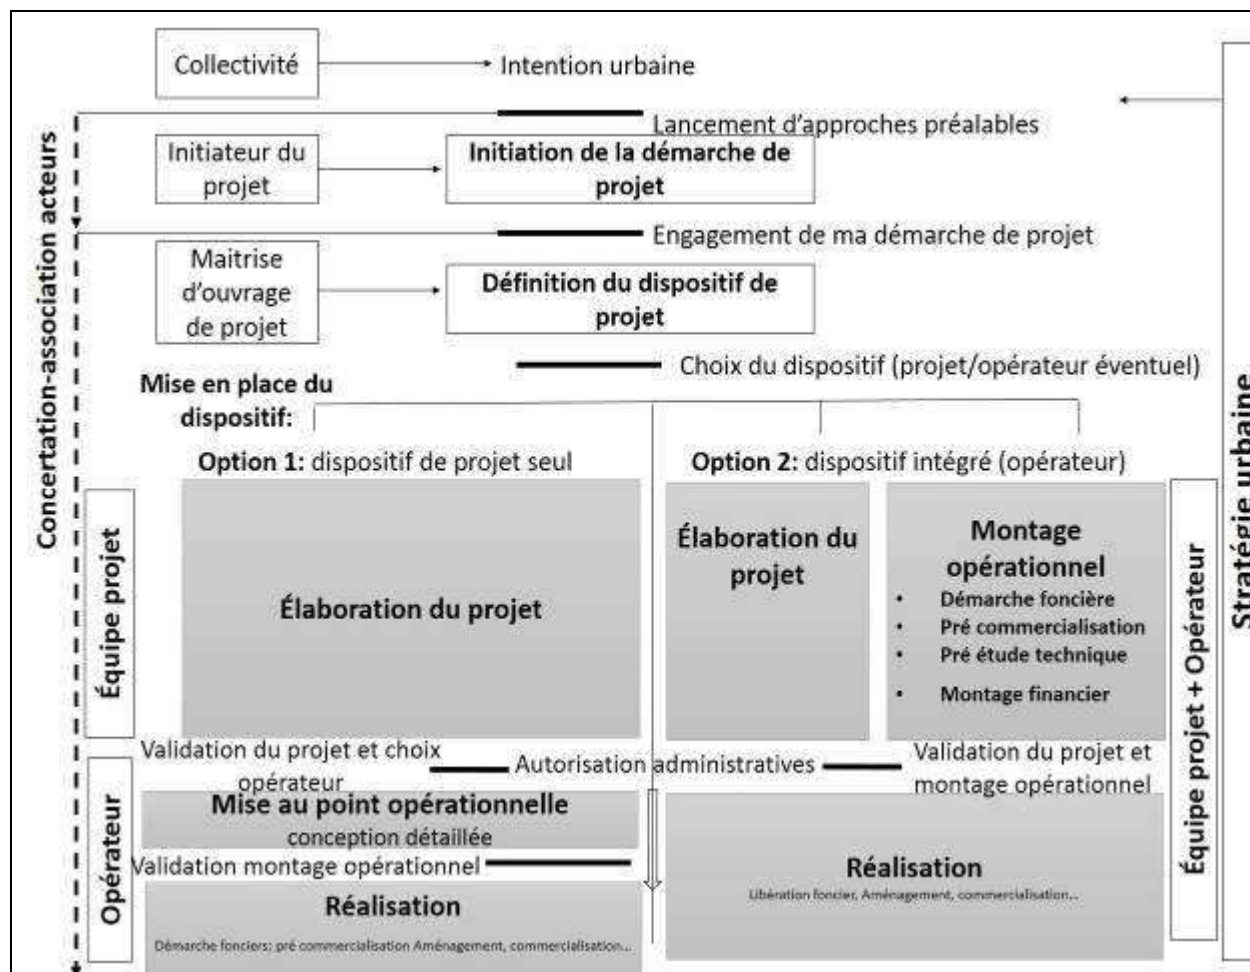 Collectivité
Intention urbaine
Lancement d'approches préalables
Initiateur du
projet
Initiation de la démarche de
projet
Engagement de ma démarche de projet
Maitrise
d'ouvrage
de projet
Définition du dispositif de
projet
Choix du dispositif (projet/opérateur éventuel)
Mise en place du
dispositif:
Concertation-association acteurs
Stratégie urbaine
Option 1: dispositif de projet seul
Option 2: dispositif intégré (opérateur)
Équipe projet
Élaboration du projet
Élaboration du
projet
Montage
opérationnel
• Démarche foncière
• Pré commercialisation
• Pré étude technique
• Montage financier
Équipe projet + Opérateur
Validation du projet et choix
opérateur
Autorisation administratives
Validation du projet et
montage opérationnel
Opérateur
Mise au point opérationnelle
conception détaillée
Validation montage opérationnel
Réalisation
Démarche fonciers; pré commercialisation Aménagement, commercialisation...
Réalisation
Libération foncier, Aménagement, commercialisation...